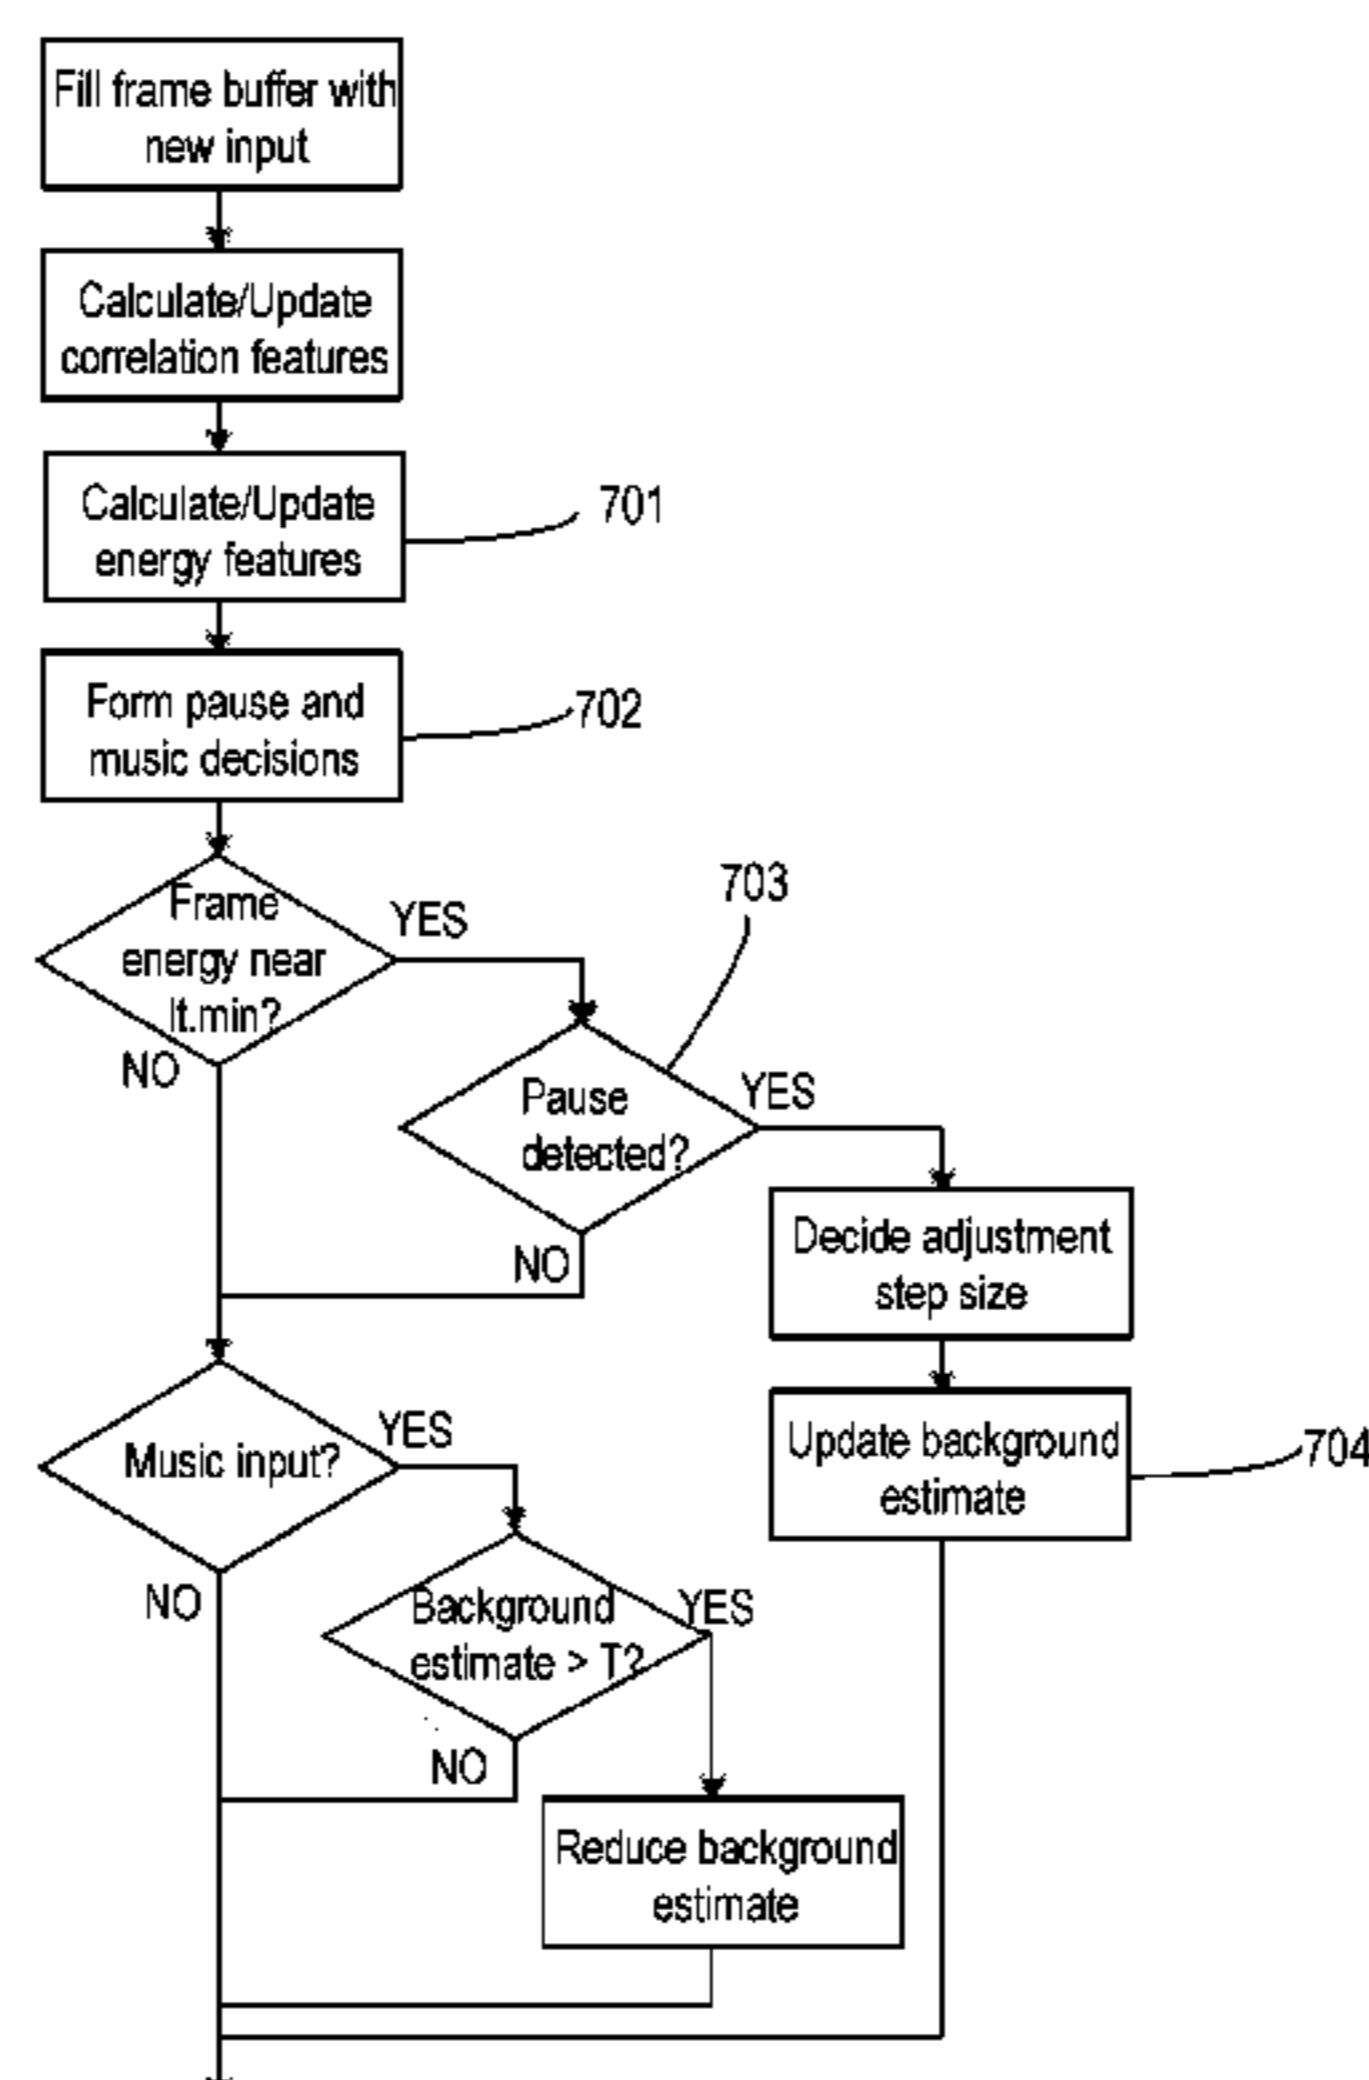 Fill frame buffer with
new input
Calculate/Update
correlation features
Calculate/Update
energy features
701
Form pause and
music decisions
702
Frame
energy near
lt.min?
YES
NO
703
Pause
detected?
YES
NO
Decide adjustment
step size
Update background
estimate
704
Music input?
YES
NO
Background
estimate > T?
YES
NO
Reduce background
estimate